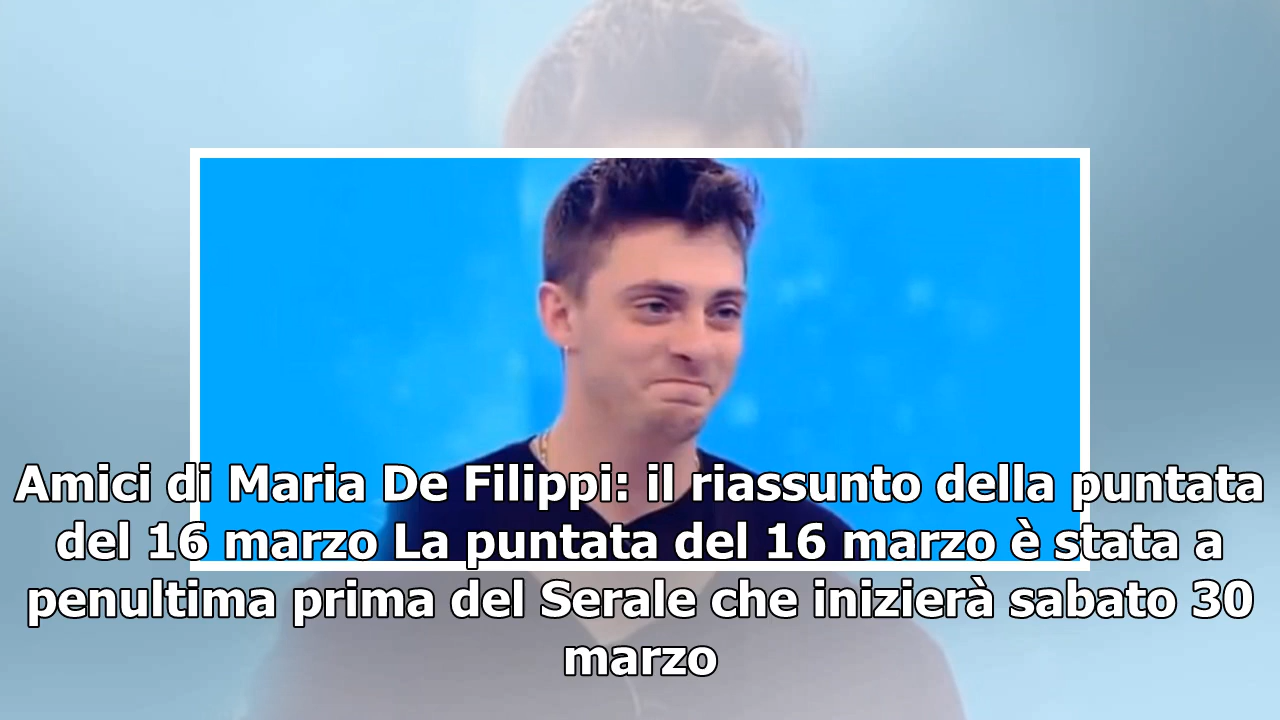 Amici di Maria De Filippi: il riassunto della puntata
del 16 marzo La puntata del 16 marzo è stata a
penultima prima del Serale che inizierà sabato 30
marzo